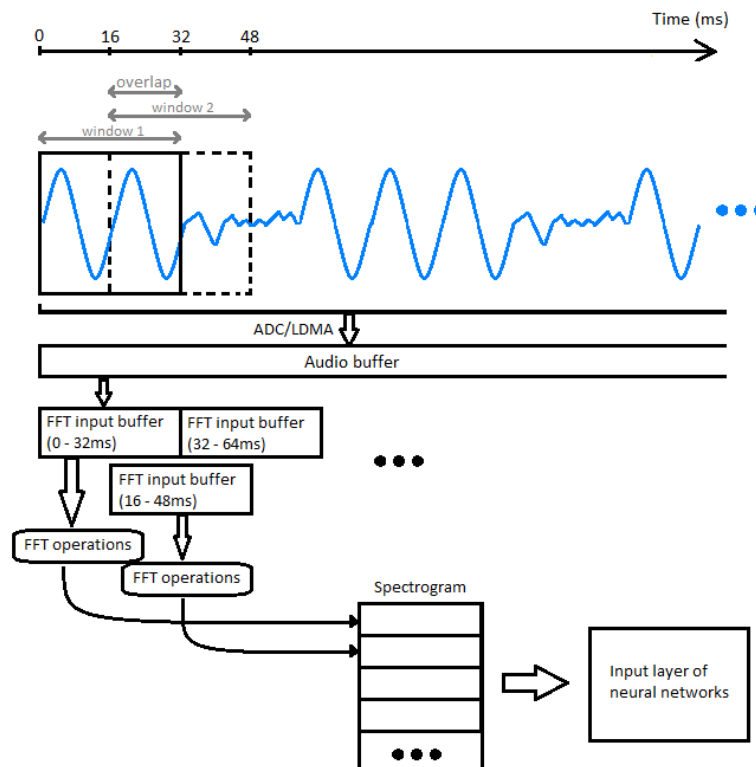 Time (ms)
0 16 32 48
overlap
window 2
window 1
ADC/LDMA
Audio buffer
FFT input buffer
(0 - 32ms)
FFT input buffer
(32 - 64ms)
FFT input buffer
(16 - 48ms)
FFT operations
FFT operations
Spectrogram
Input layer of
neural networks